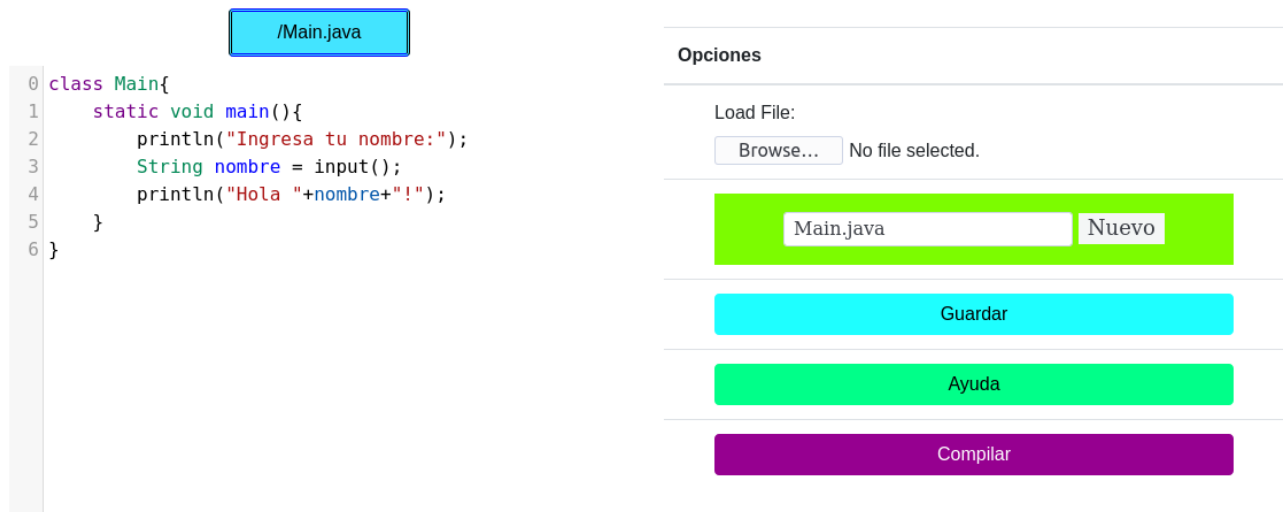 /Main.java
0 class Main{
1     static void main(){
2         println("Ingresa tu nombre:");
3         String nombre = input();
4         println("Hola "+nombre+"!");
5     }
6 }
Opciones
Load File:
Browse... No file selected.
Main.java Nuevo
Guardar
Ayuda
Compilar